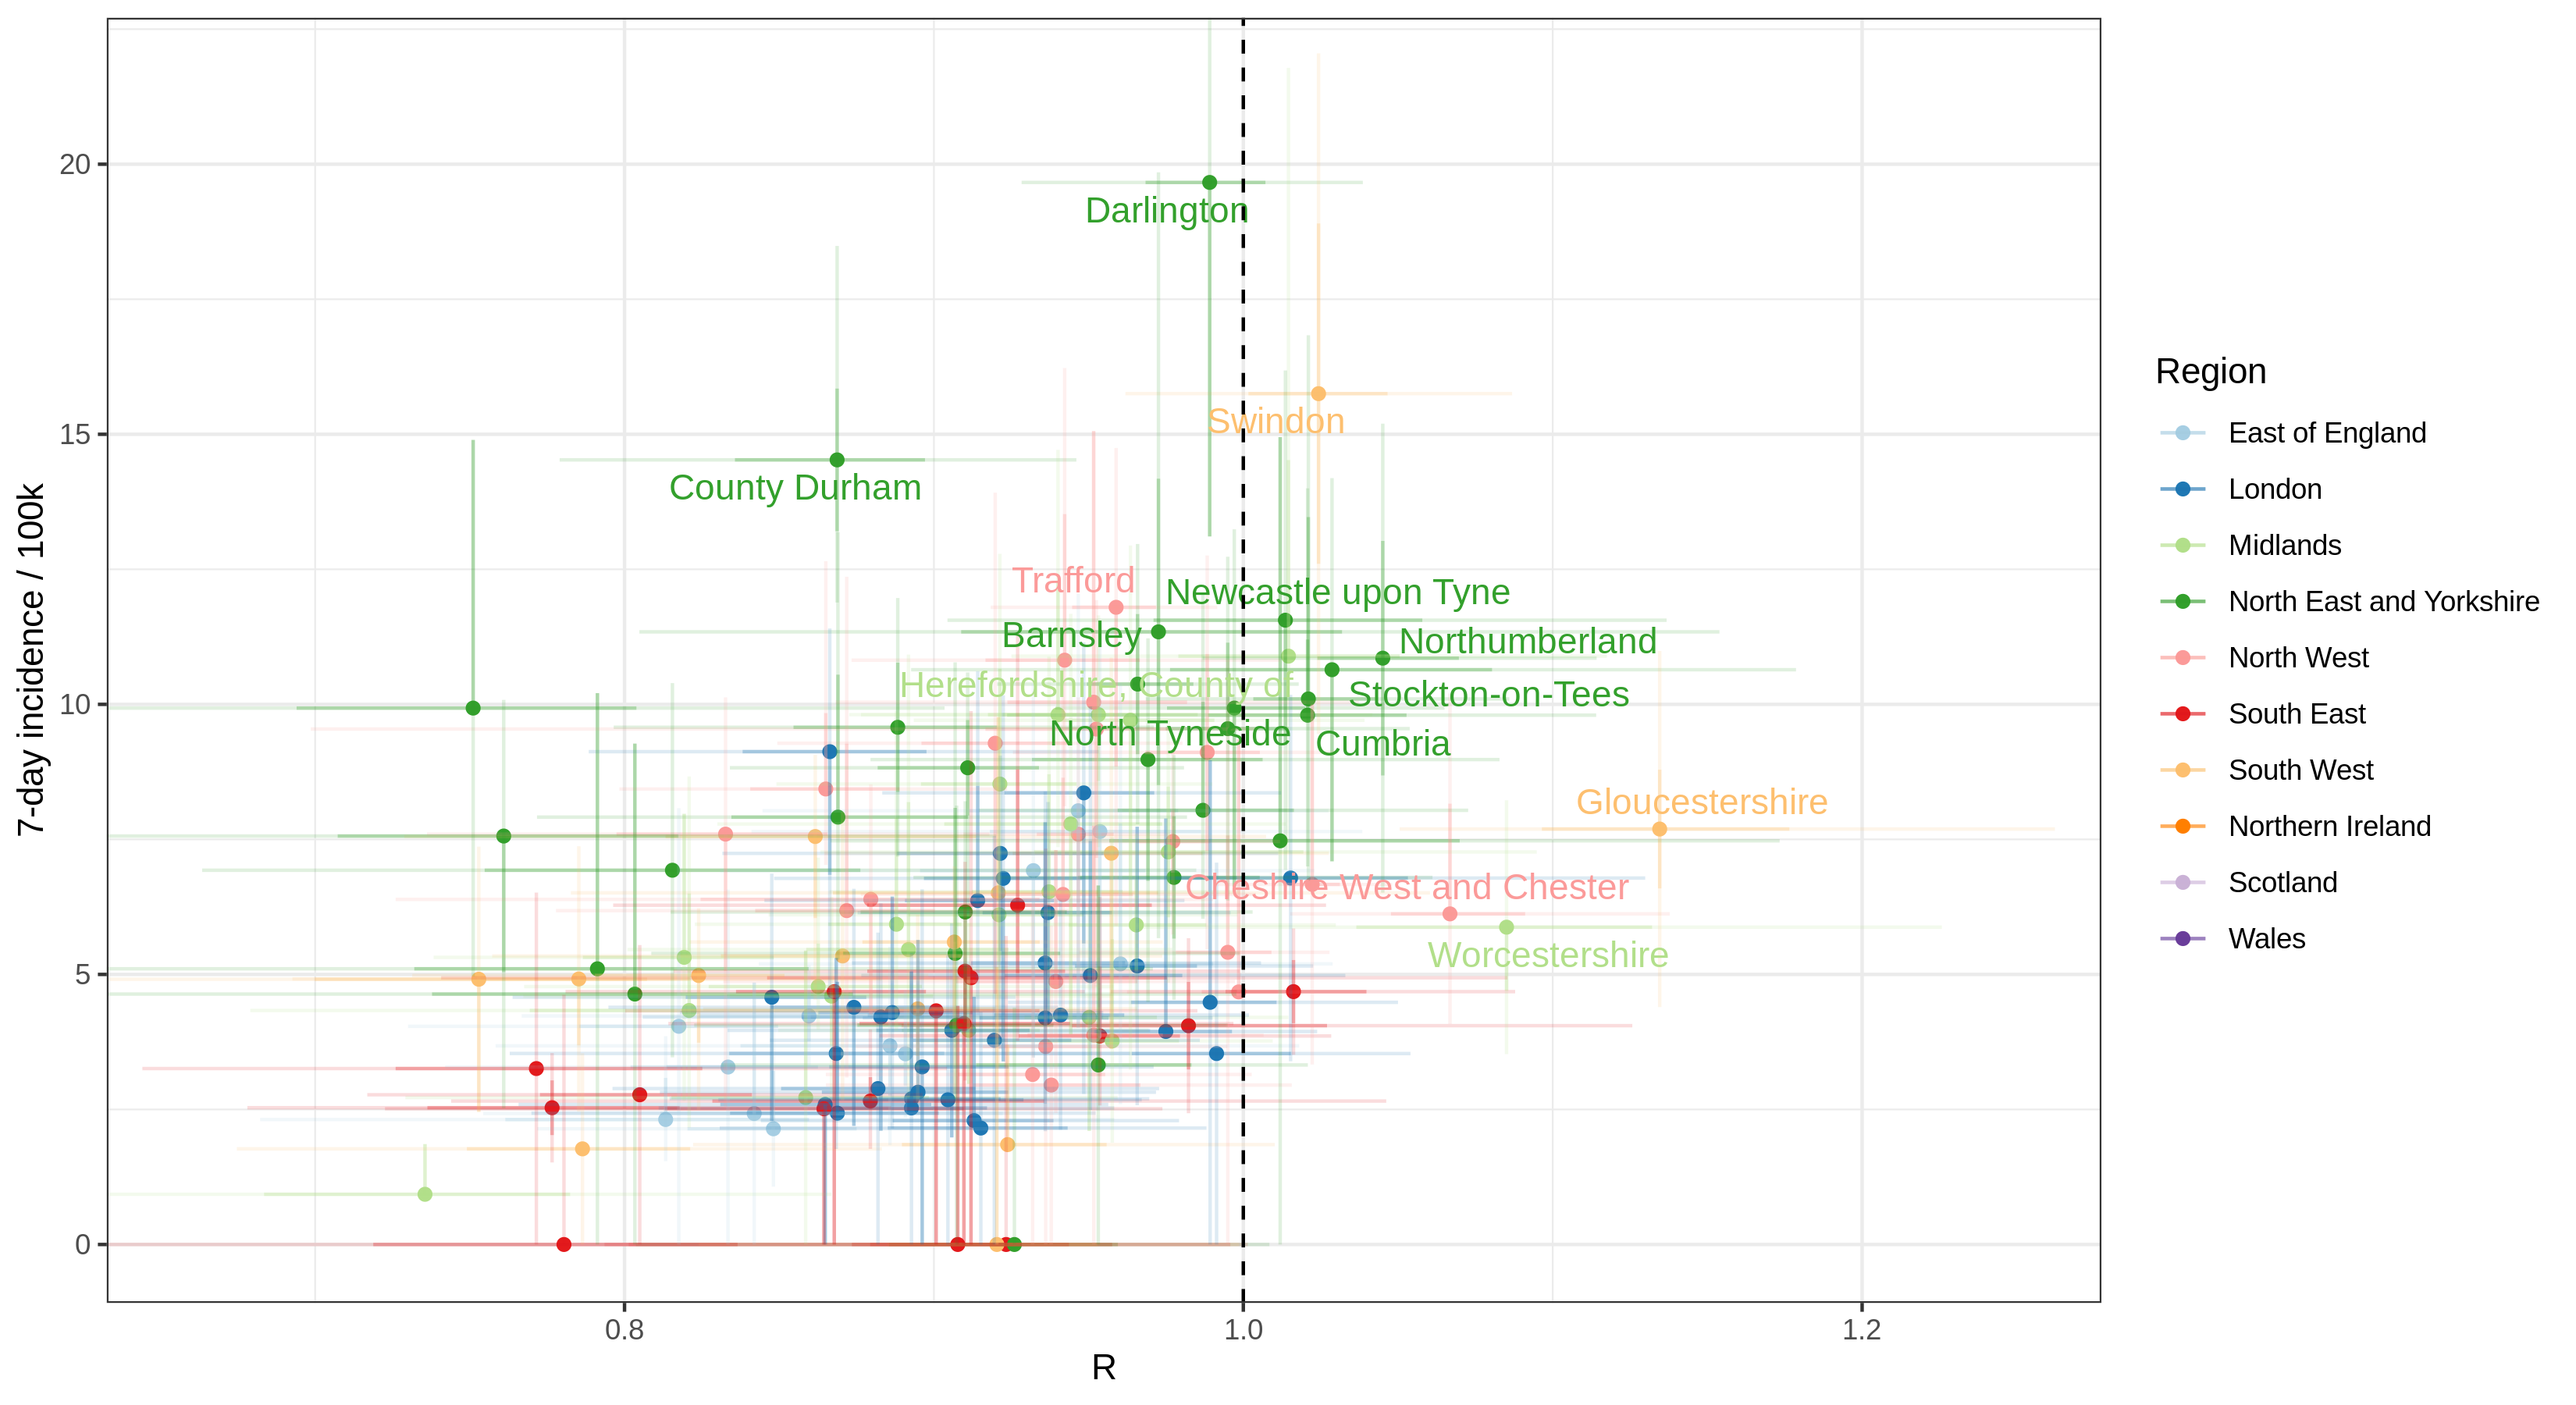 7-day incidence / 100k
20
15
10
5
0
Darlington
Swindon
County Durham
Trafford
Newcastle upon Tyne
Barnsley
Northumberland
Herefordshire, County of
Stockton-on-Tees
North Tyneside
Cumbria
Gloucestershire
Cheshire West and Chester
Worcestershire
0.8
1.0
1.2
R
Region
East of England
London
Midlands
North East and Yorkshire
North West
South East
South West
Northern Ireland
Scotland
Wales